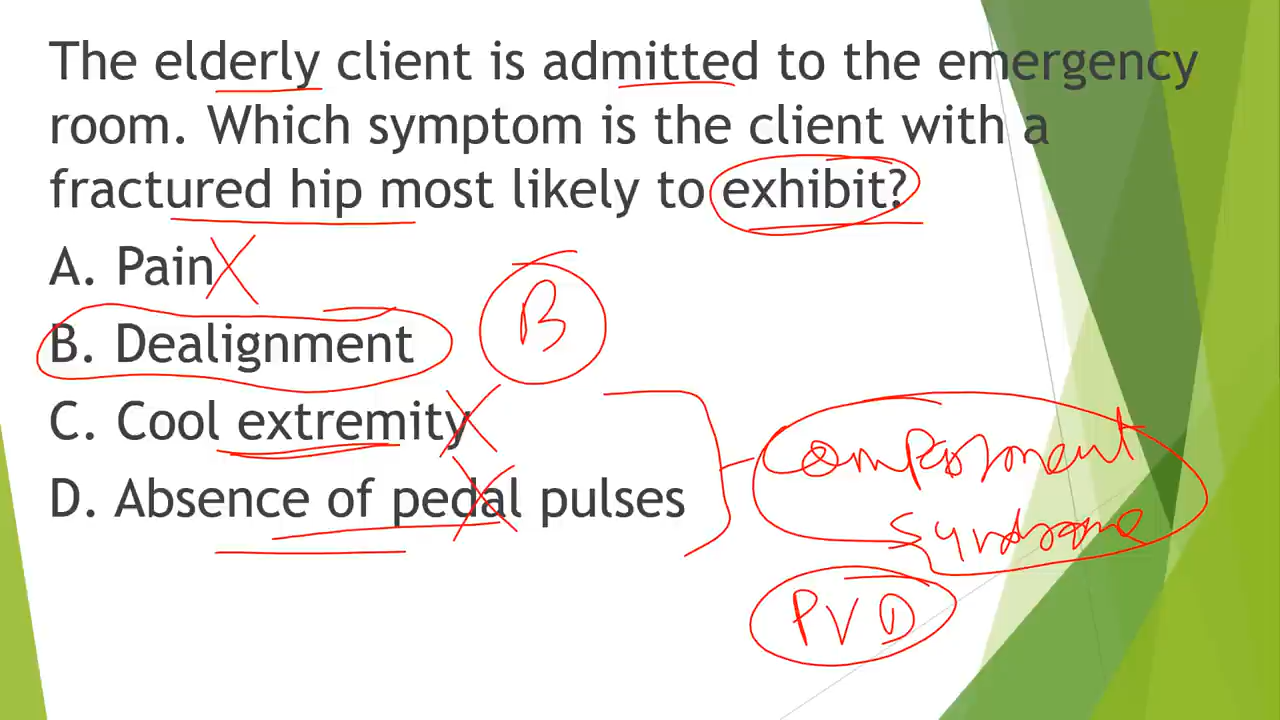 The elderly client is admitted to the emergency
room. Which symptom is the client with a
fractured hip most likely to exhibit?
A. Pain
B. Dealignment
C. Cool extremity
D. Absence of pedal pulses
B
Compartment
Syndrome
PVD